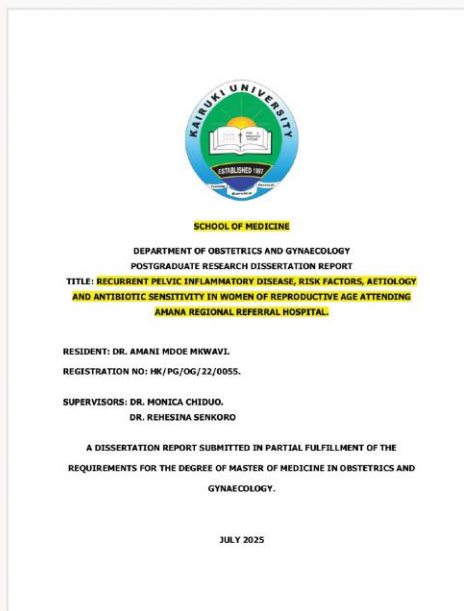 KAIRUKI UNIVERSITY
ESTABLISHED 1997
SCHOOL OF MEDICINE
DEPARTMENT OF OBSTETRICS AND GYNAECOLOGY
POSTGRADUATE RESEARCH DISSERTATION REPORT
TITLE: RECURRENT PELVIC INFLAMMATORY DISEASE, RISK FACTORS, AETIOLOGY
AND ANTIBIOTIC SENSITIVITY IN WOMEN OF REPRODUCTIVE AGE ATTENDING
AMANA REGIONAL REFERRAL HOSPITAL.
RESIDENT: DR. AMANI MDOE MKWAVI.
REGISTRATION NO: HK/PG/OG/22/0055.
SUPERVISORS: DR. MONICA CHIDUO.
DR. REHESINA SENKORO
A DISSERTATION REPORT SUBMITTED IN PARTIAL FULFILLMENT OF THE
REQUIREMENTS FOR THE DEGREE OF MASTER OF MEDICINE IN OBSTETRICS AND
GYNAECOLOGY.
JULY 2025